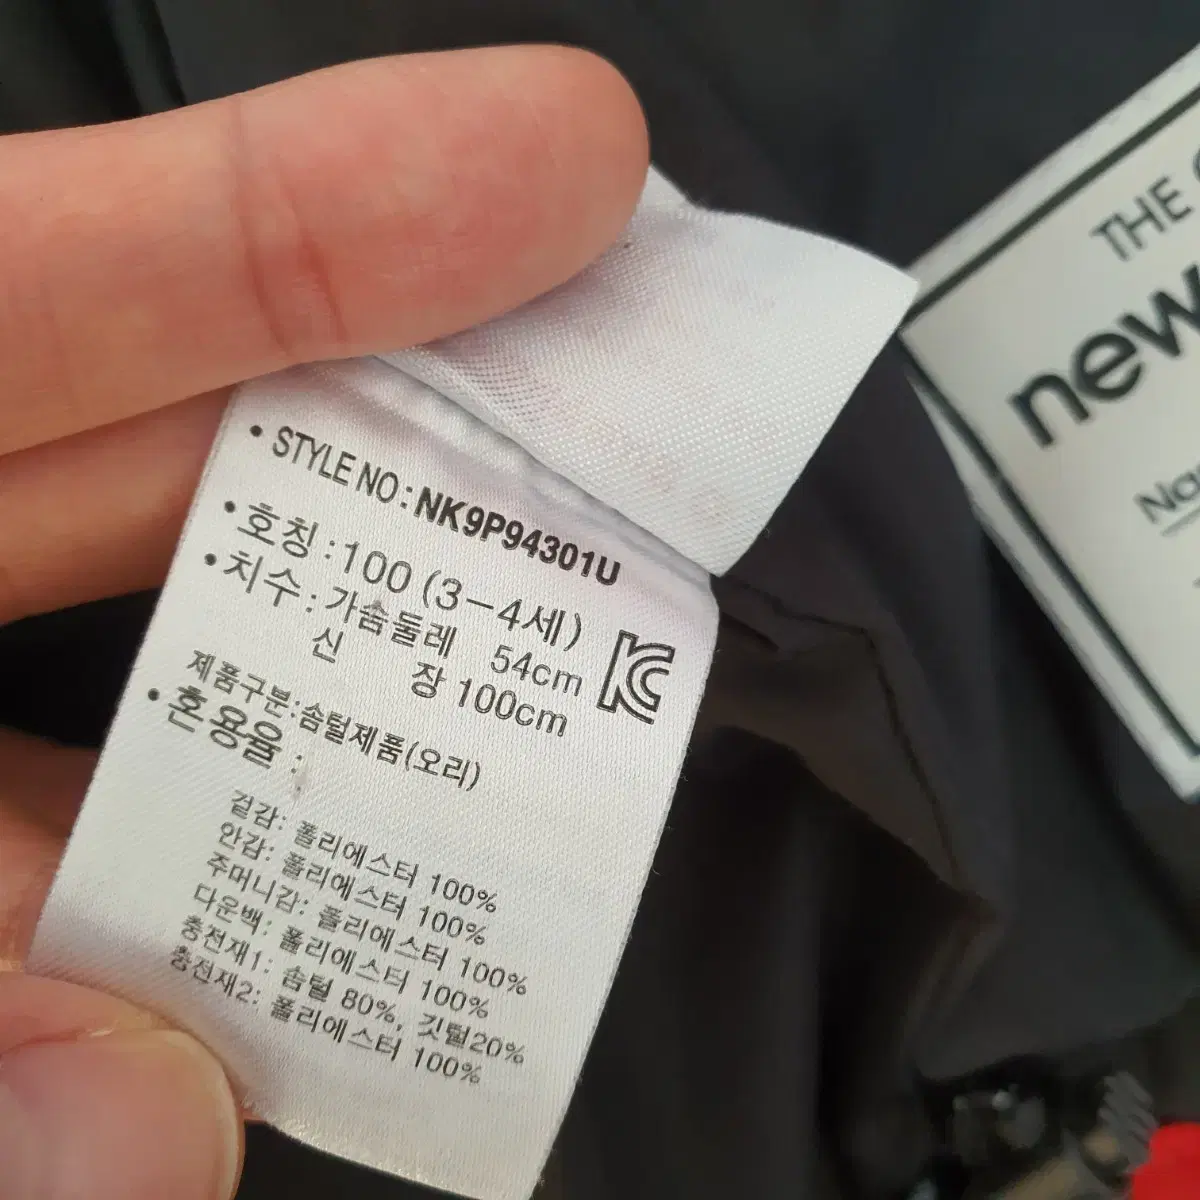 • STYLE NO : NK9P94301U
• 호칭 : 100 (3-4세)
• 치수 : 가슴둘레 54cm
신 장 100cm
제품구분:솜털제품(오리)
• 혼용율 :
겉감: 폴리에스터 100%
안감: 폴리에스터 100%
주머니감: 폴리에스터 100%
다운백: 폴리에스터 100%
충전재1: 솜털 80%, 깃털20%
충전재2: 폴리에스터 100%
THE
new